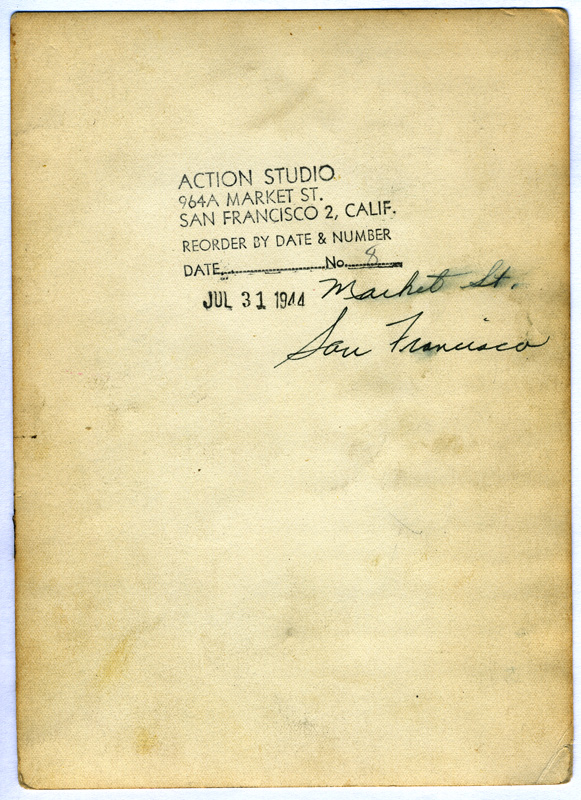 ACTION STUDIO
964A MARKET ST.
SAN FRANCISCO 2, CALIF.
REORDER BY DATE & NUMBER
DATE No. 8
JUL 31 1944
Market St.
San Francisco